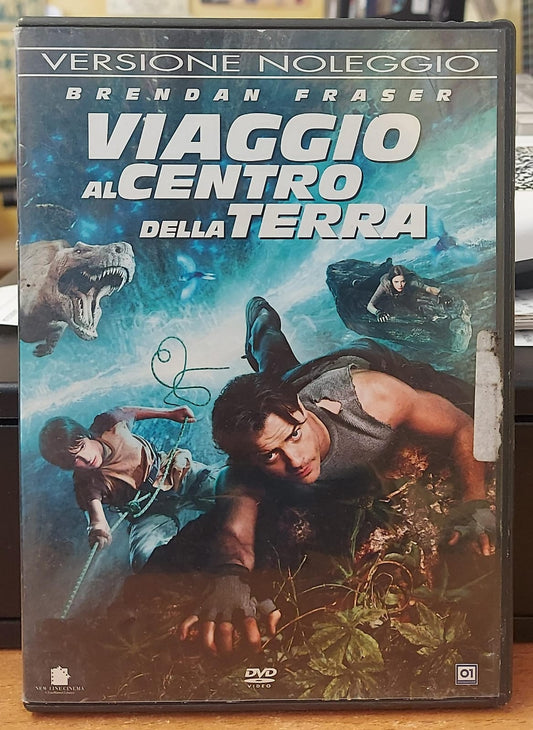 VERSIONE NOLEGGIO
BRENDAN FRASER
VIAGGIO
AL CENTRO
DELLA TERRA
NEW LINE CINEMA
DVD
VIDEO
01